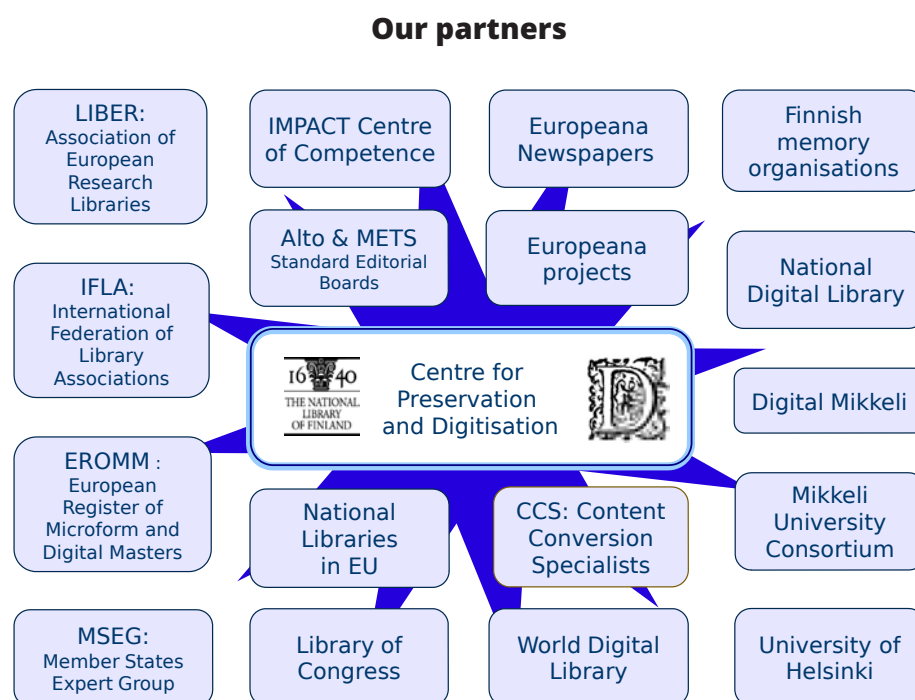 Our partners
LIBER:
Association of
European
Research
Libraries
IMPACT Centre
of Competence
Europeana
Newspapers
Finnish
memory
organisations
Alto & METS
Standard Editorial
Boards
Europeana
projects
National
Digital Library
IFLA:
International
Federation of
Library
Associations
16 40
THE NATIONAL
LIBRARY
OF FINLAND
Centre for
Preservation
and Digitisation
D
Digital Mikkeli
EROMM :
European
Register of
Microform and
Digital Masters
National
Libraries
in EU
CCS: Content
Conversion
Specialists
Mikkeli
University
Consortium
MSEG:
Member States
Expert Group
Library of
Congress
World Digital
Library
University of
Helsinki